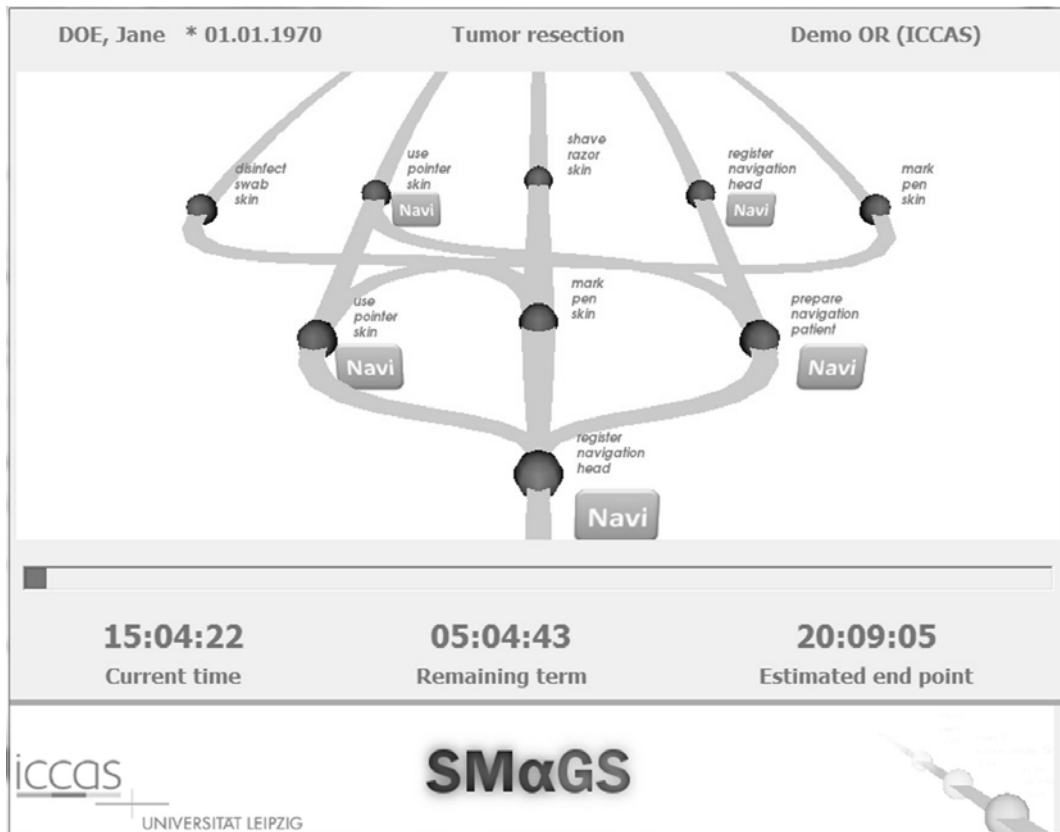 DOE, Jane * 01.01.1970 Tumor resection Demo OR (ICCAS)
disinfect
swab
skin
use
pointer
skin
Navi
shave
razor
skin
register
navigation
head
Navi
mark
pen
skin
use
pointer
skin
Navi
mark
pen
skin
prepare
navigation
patient
Navi
register
navigation
head
Navi
15:04:22 05:04:43 20:09:05
Current time Remaining term Estimated end point
iccas
UNIVERSITÄT LEIPZIG
SMαGS